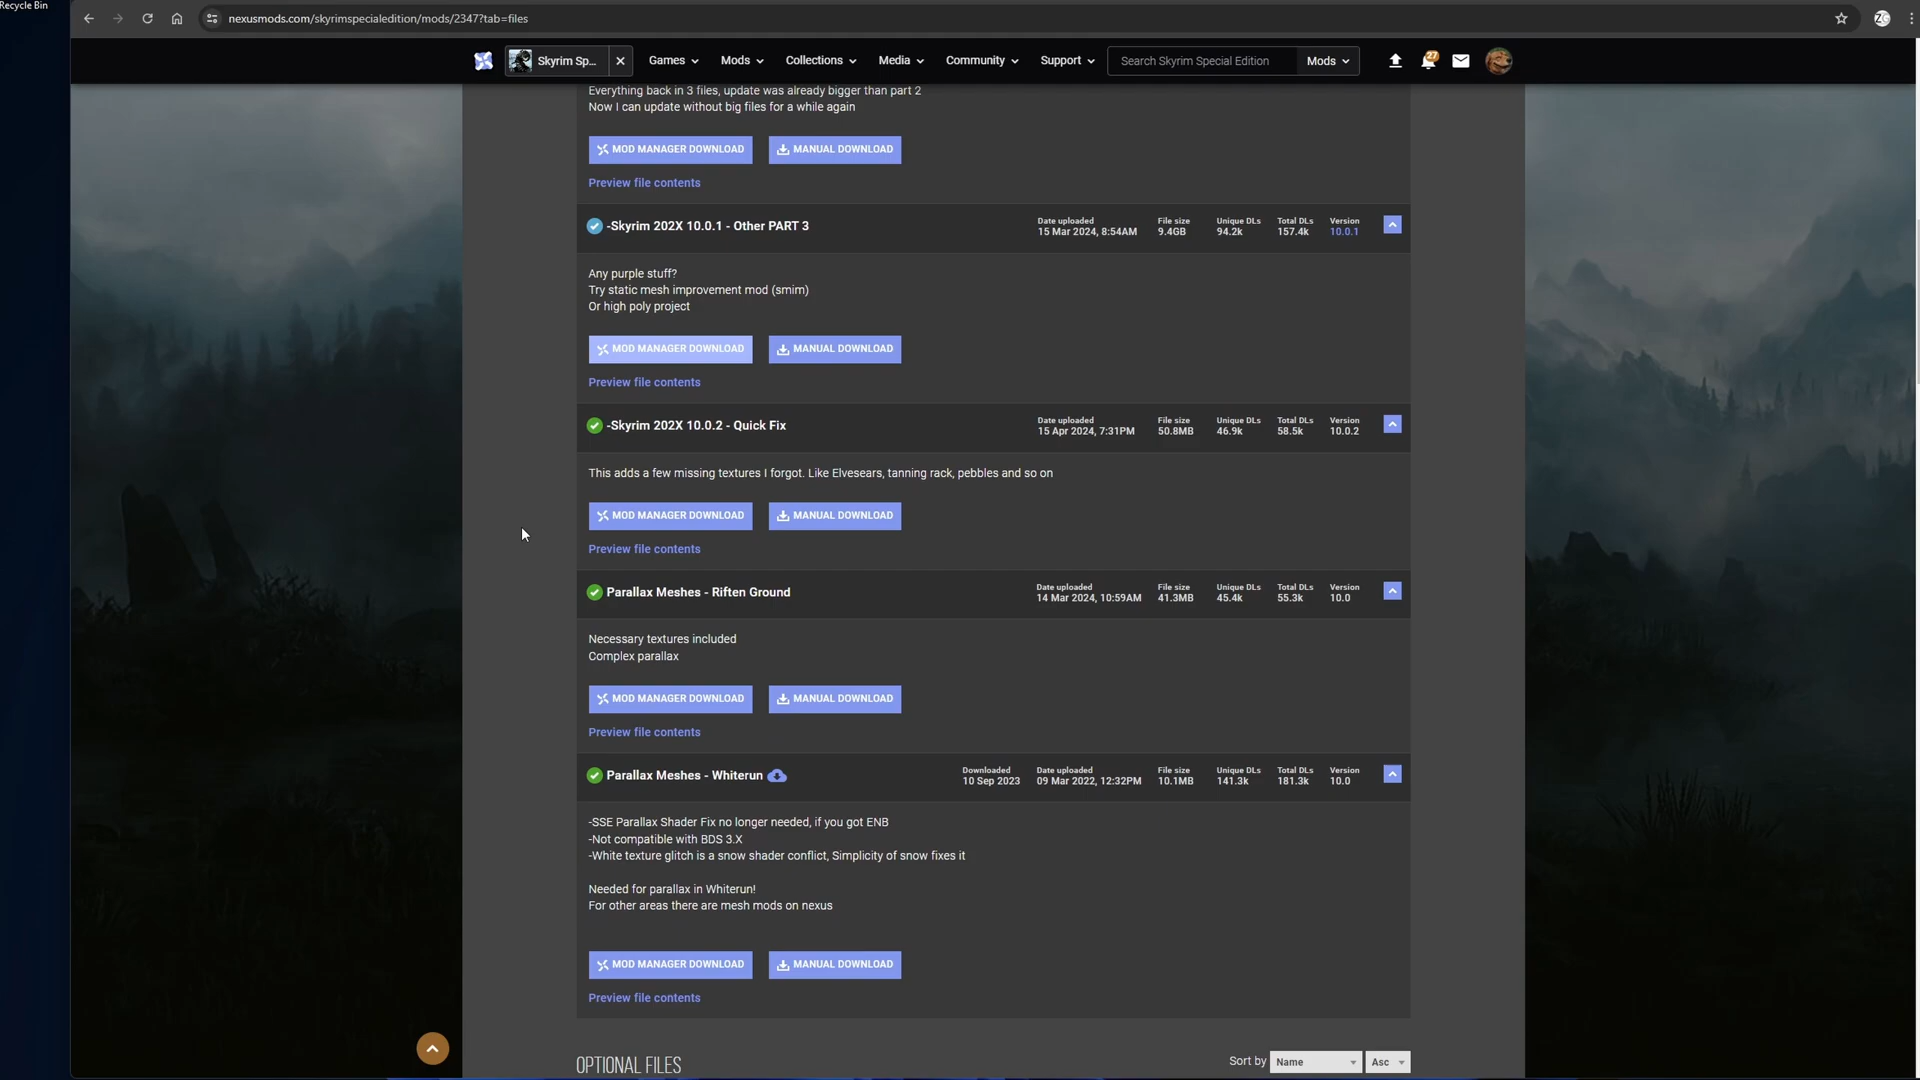 Recycle Bin
nexusmods.com/skyrimspecialedition/mods/2347?tab=files
Skyrim Sp...
Games
Mods
Collections
Media
Community
Support
Search Skyrim Special Edition
Mods
27
Everything back in 3 files, update was already bigger than part 2
Now I can update without big files for a while again
MOD MANAGER DOWNLOAD
MANUAL DOWNLOAD
Preview file contents
-Skyrim 202X 10.0.1 - Other PART 3
Date uploaded
15 Mar 2024, 8:54AM
File size
9.4GB
Unique DLs
94.2k
Total DLs
157.4k
Version
10.0.1
Any purple stuff?
Try static mesh improvement mod (smim)
Or high poly project
MOD MANAGER DOWNLOAD
MANUAL DOWNLOAD
Preview file contents
-Skyrim 202X 10.0.2 - Quick Fix
Date uploaded
15 Apr 2024, 7:31PM
File size
50.8MB
Unique DLs
46.9k
Total DLs
58.5k
Version
10.0.2
This adds a few missing textures I forgot. Like Elvesears, tanning rack, pebbles and so on
MOD MANAGER DOWNLOAD
MANUAL DOWNLOAD
Preview file contents
Parallax Meshes - Riften Ground
Date uploaded
14 Mar 2024, 10:59AM
File size
41.3MB
Unique DLs
45.4k
Total DLs
55.3k
Version
10.0
Necessary textures included
Complex parallax
MOD MANAGER DOWNLOAD
MANUAL DOWNLOAD
Preview file contents
Parallax Meshes - Whiterun
Downloaded
10 Sep 2023
Date uploaded
09 Mar 2022, 12:32PM
File size
10.1MB
Unique DLs
141.3k
Total DLs
181.3k
Version
10.0
-SSE Parallax Shader Fix no longer needed, if you got ENB
-Not compatible with BDS 3.X
-White texture glitch is a snow shader conflict, Simplicity of snow fixes it
Needed for parallax in Whiterun!
For other areas there are mesh mods on nexus
MOD MANAGER DOWNLOAD
MANUAL DOWNLOAD
Preview file contents
OPTIONAL FILES
Sort by
Name
Asc